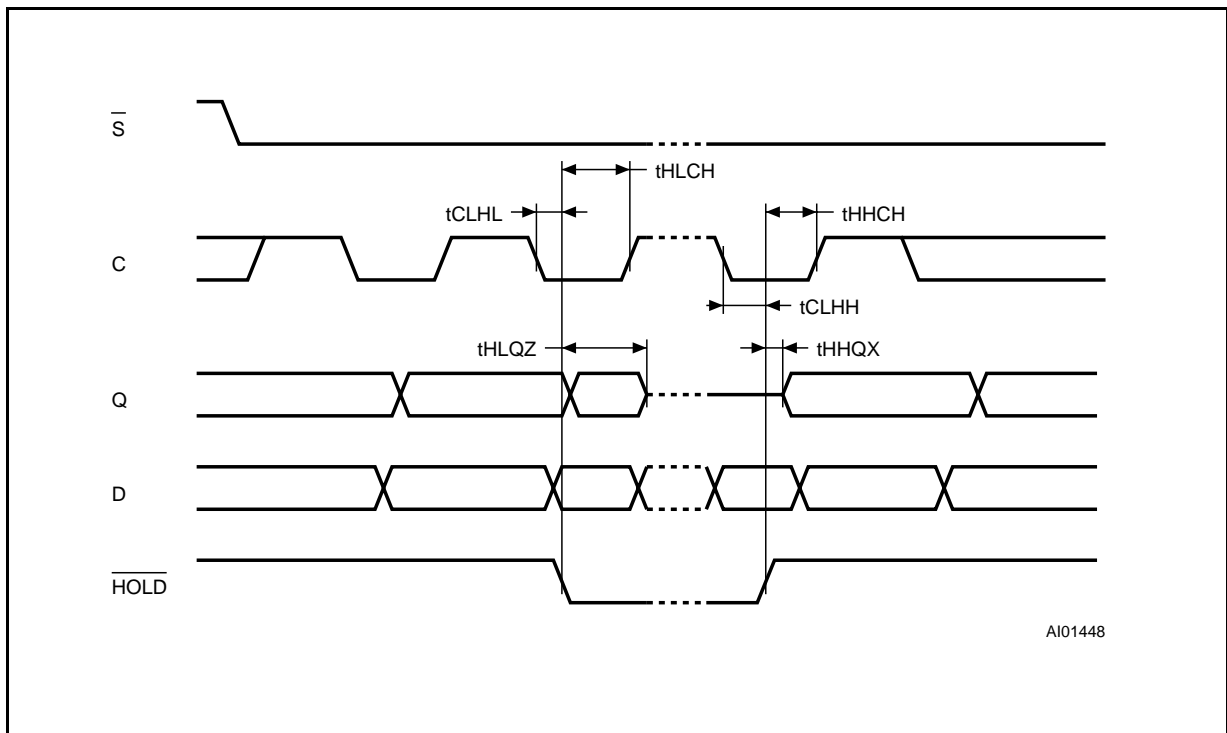 S
tHLCH
tCLHL
tHHCH
C
tCLHH
tHLQZ
tHHQX
Q
D
HOLD
AI01448